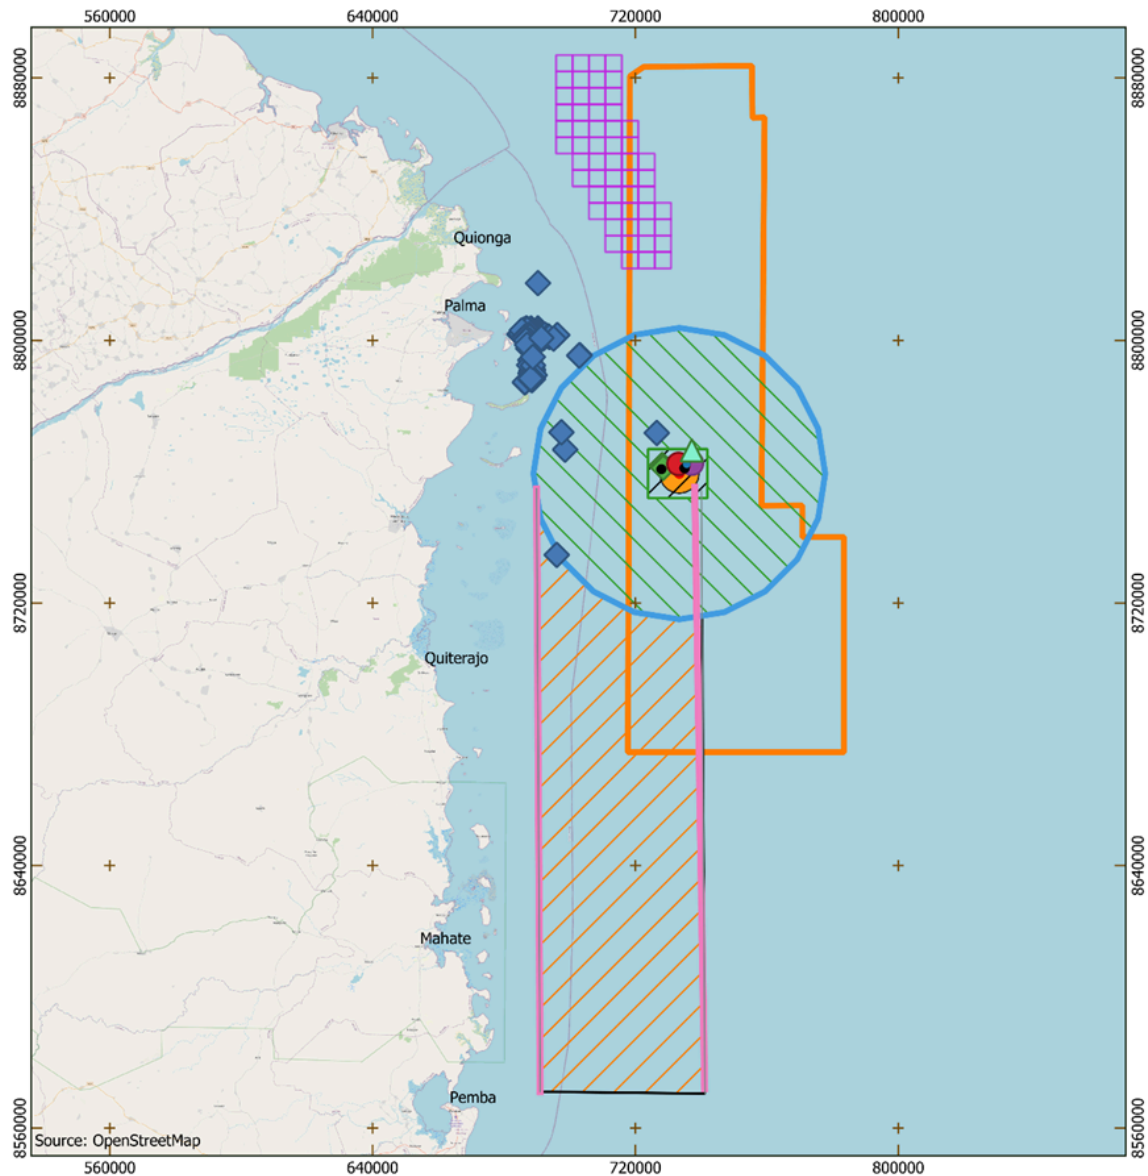 560000 640000 720000 800000
8880000 8880000
Quionga
Palma
8800000 8800000
8720000 8720000
Quiterajo
8640000 8640000
Mahate
Pemba
8560000 8560000
Source: OpenStreetMap
560000 640000 720000 800000